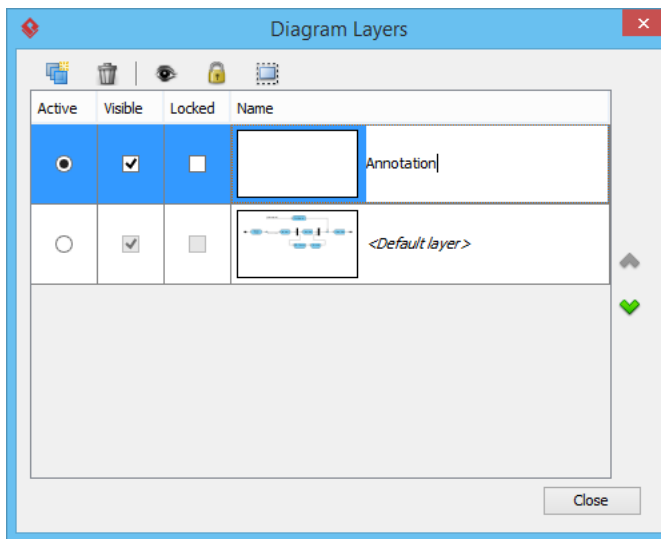 Diagram Layers
Active Visible Locked Name
Annotation
<Default layer>
Close